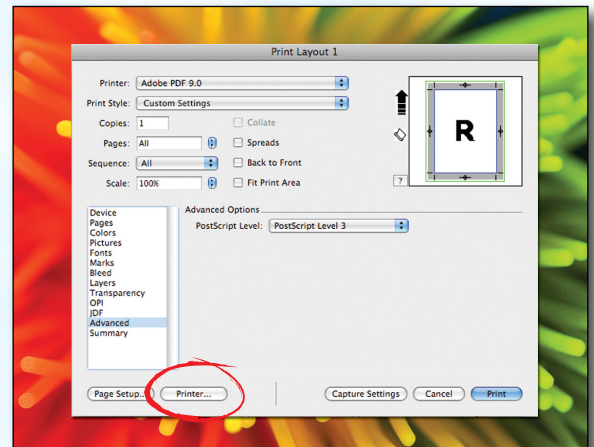 Print Layout 1
Printer: Adobe PDF 9.0
Print Style: Custom Settings
Copies: 1 Collate
Pages: All Spreads
Sequence: All Back to Front
Scale: 100% Fit Print Area
R
?
Device
Pages
Colors
Pictures
Fonts
Marks
Bleed
Layers
Transparency
OPI
JDF
Advanced
Summary
Advanced Options
PostScript Level: PostScript Level 3
Page Setup... Printer... Capture Settings Cancel Print